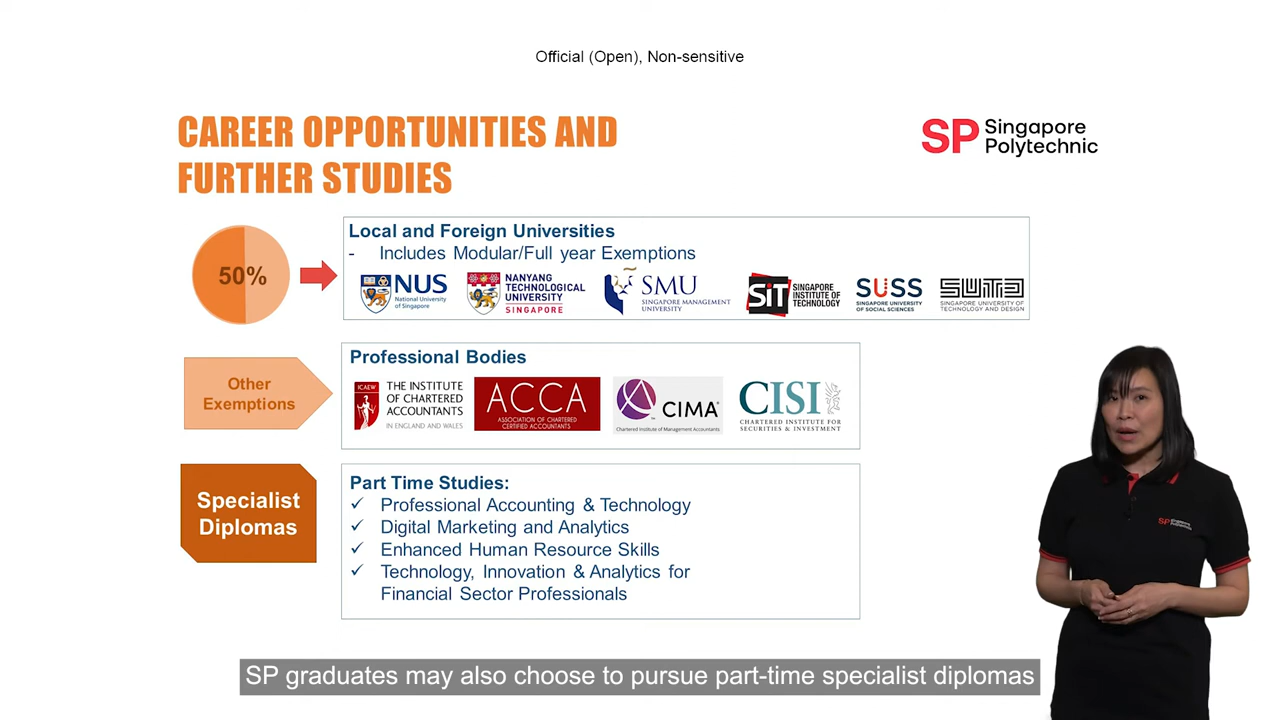 Official (Open), Non-sensitive
CAREER OPPORTUNITIES AND
FURTHER STUDIES
SP Singapore
Polytechnic
50%
Local and Foreign Universities
- Includes Modular/Full year Exemptions
NUS
National University
of Singapore
NANYANG
TECHNOLOGICAL
UNIVERSITY
SINGAPORE
SMU
SINGAPORE MANAGEMENT
UNIVERSITY
SiT
SINGAPORE
INSTITUTE OF
TECHNOLOGY
SUSS
SINGAPORE UNIVERSITY
OF SOCIAL SCIENCES
SUTD
SINGAPORE UNIVERSITY OF
TECHNOLOGY AND DESIGN
Other
Exemptions
Professional Bodies
ICAEW
THE INSTITUTE
OF CHARTERED
ACCOUNTANTS
IN ENGLAND AND WALES
ACCA
ASSOCIATION OF CHARTERED
CERTIFIED ACCOUNTANTS
CIMA
Chartered Institute of Management Accountants
CISI
CHARTERED INSTITUTE FOR
SECURITIES & INVESTMENT
Specialist
Diplomas
Part Time Studies:
✓ Professional Accounting & Technology
✓ Digital Marketing and Analytics
✓ Enhanced Human Resource Skills
✓ Technology, Innovation & Analytics for
Financial Sector Professionals
SP Singapore
Polytechnic
SP graduates may also choose to pursue part-time specialist diplomas